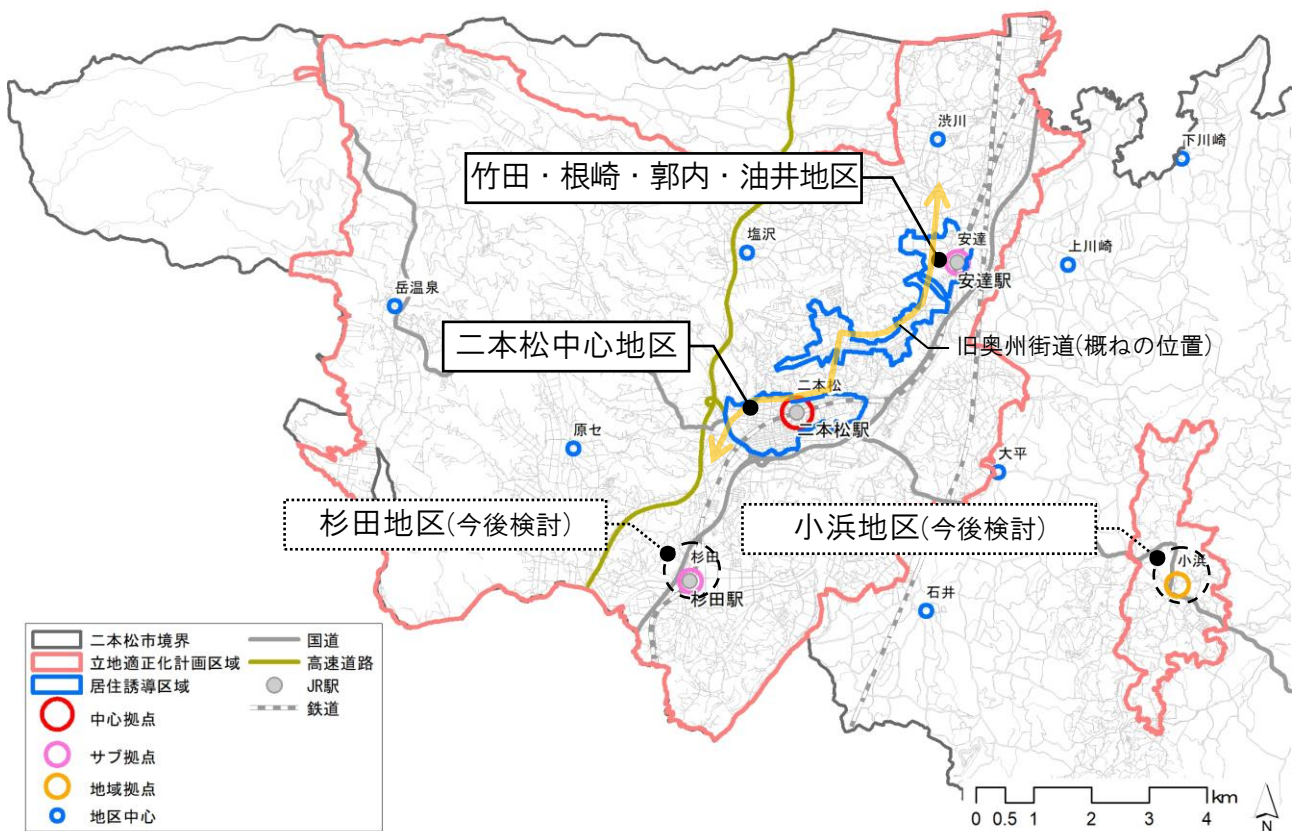 渋川
下川崎
竹田・根崎・郭内・油井地区
塩沢
安達
上川崎
安達駅
岳温泉
二本松中心地区
旧奥州街道(概ねの位置)
二本松
二本松駅
原セ
大平
杉田地区(今後検討)
小浜地区(今後検討)
杉田
小浜
杉田駅
石井
二本松市境界
立地適正化計画区域
居住誘導区域
中心拠点
サブ拠点
地域拠点
地区中心
国道
高速道路
JR駅
鉄道
km
0 0.5 1 2 3 4
N